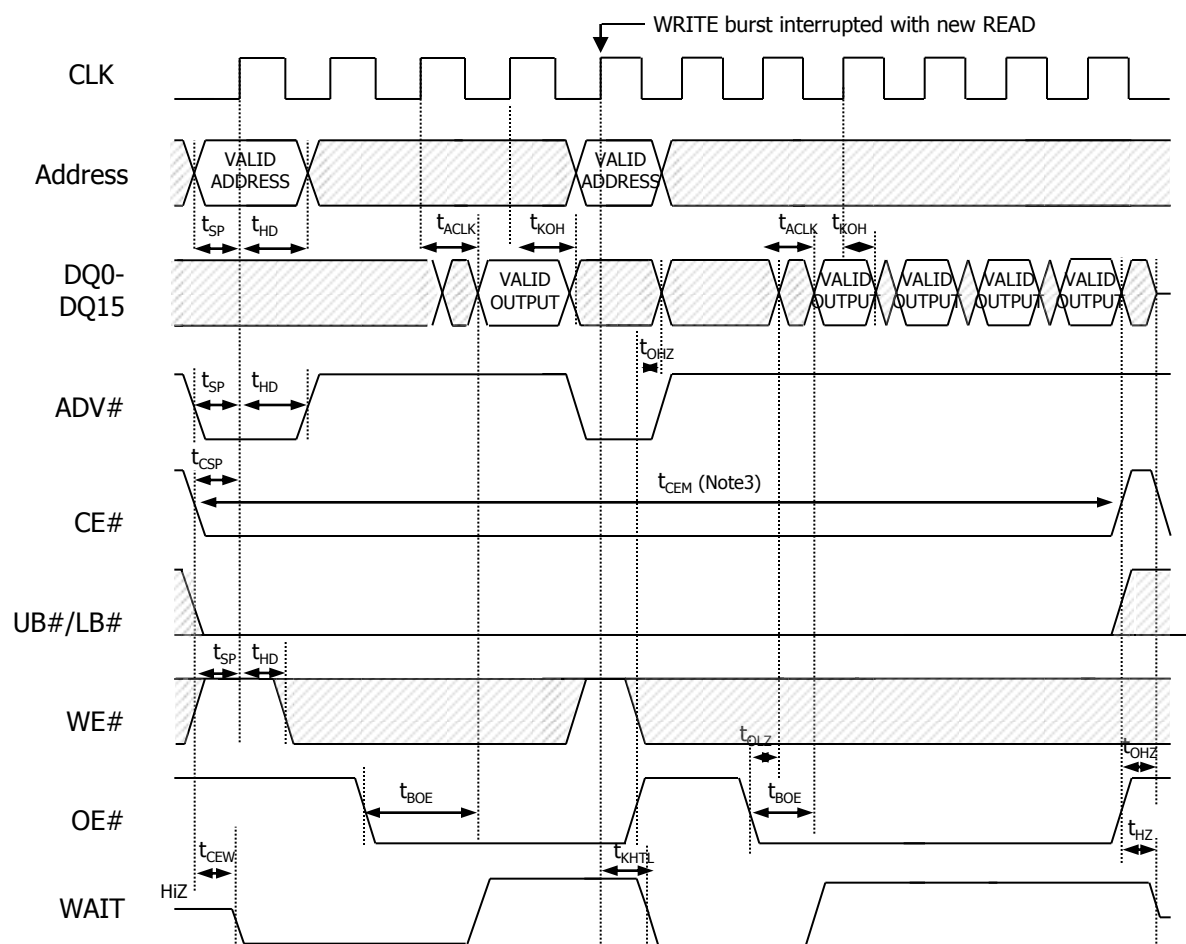 WRITE burst interrupted with new READ
CLK
Address
VALID
ADDRESS
VALID
ADDRESS
tSP
tHD
tACLK
tKOH
tACLK
tKOH
DQ0-
DQ15
VALID
OUTPUT
VALID
OUTPUT
VALID
OUTPUT
VALID
OUTPUT
VALID
OUTPUT
tOHZ
ADV#
tSP
tHD
tCSP
CE#
tCEM (Note3)
UB#/LB#
tSP
tHD
WE#
tOLZ
tOHZ
OE#
tBOE
tBOE
tCEW
tKHTL
tHZ
HiZ
WAIT